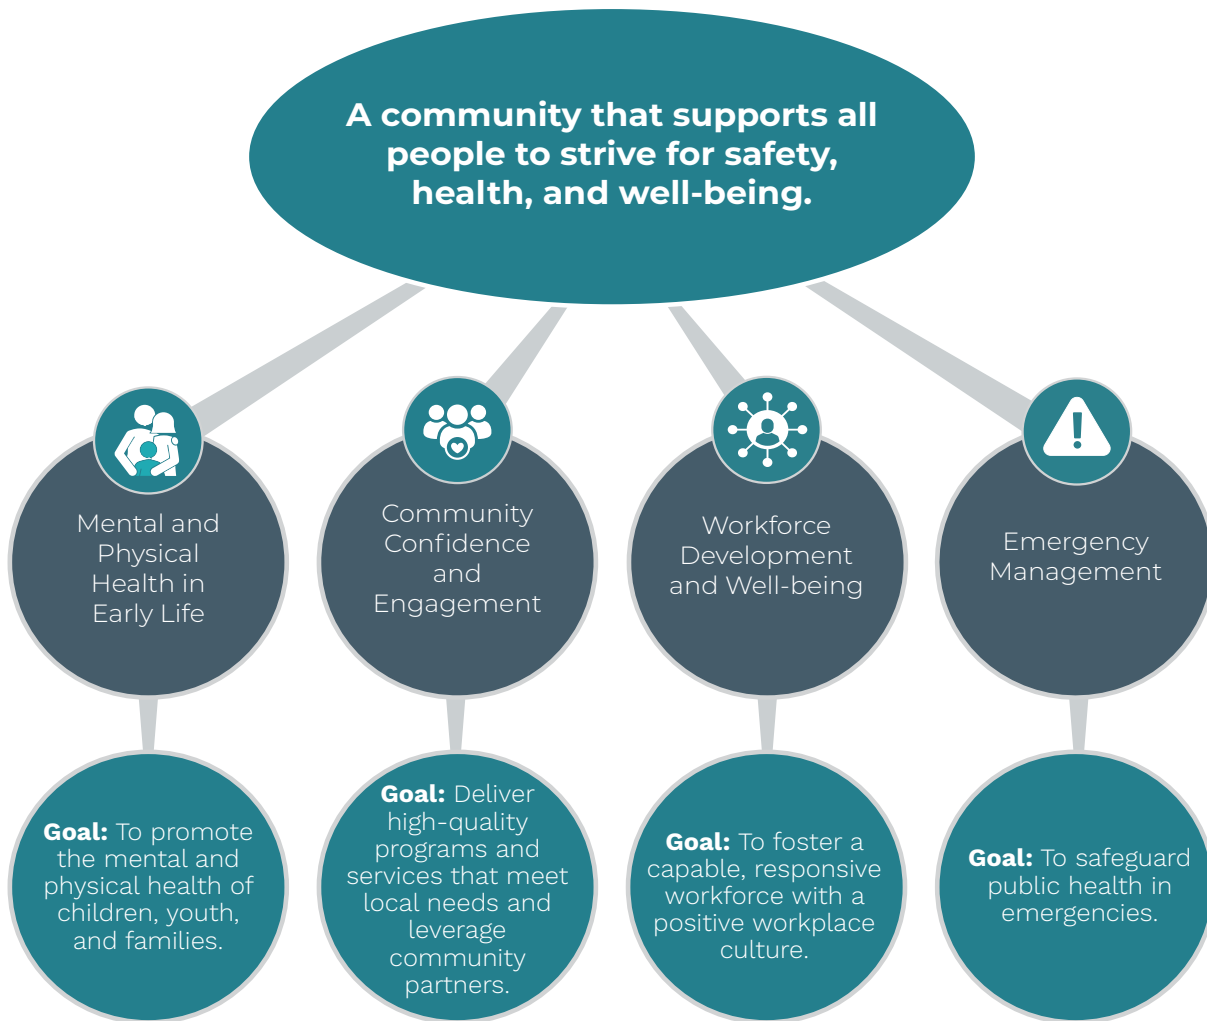 A community that supports all
people to strive for safety,
health, and well-being.
Mental and
Physical
Health in
Early Life
Community
Confidence
and
Engagement
Workforce
Development
and Well-being
Emergency
Management
Goal: To promote
the mental and
physical health of
children, youth,
and families.
Goal: Deliver
high-quality
programs and
services that meet
local needs and
leverage
community
partners.
Goal: To foster a
capable, responsive
workforce with a
positive workplace
culture.
Goal: To safeguard
public health in
emergencies.